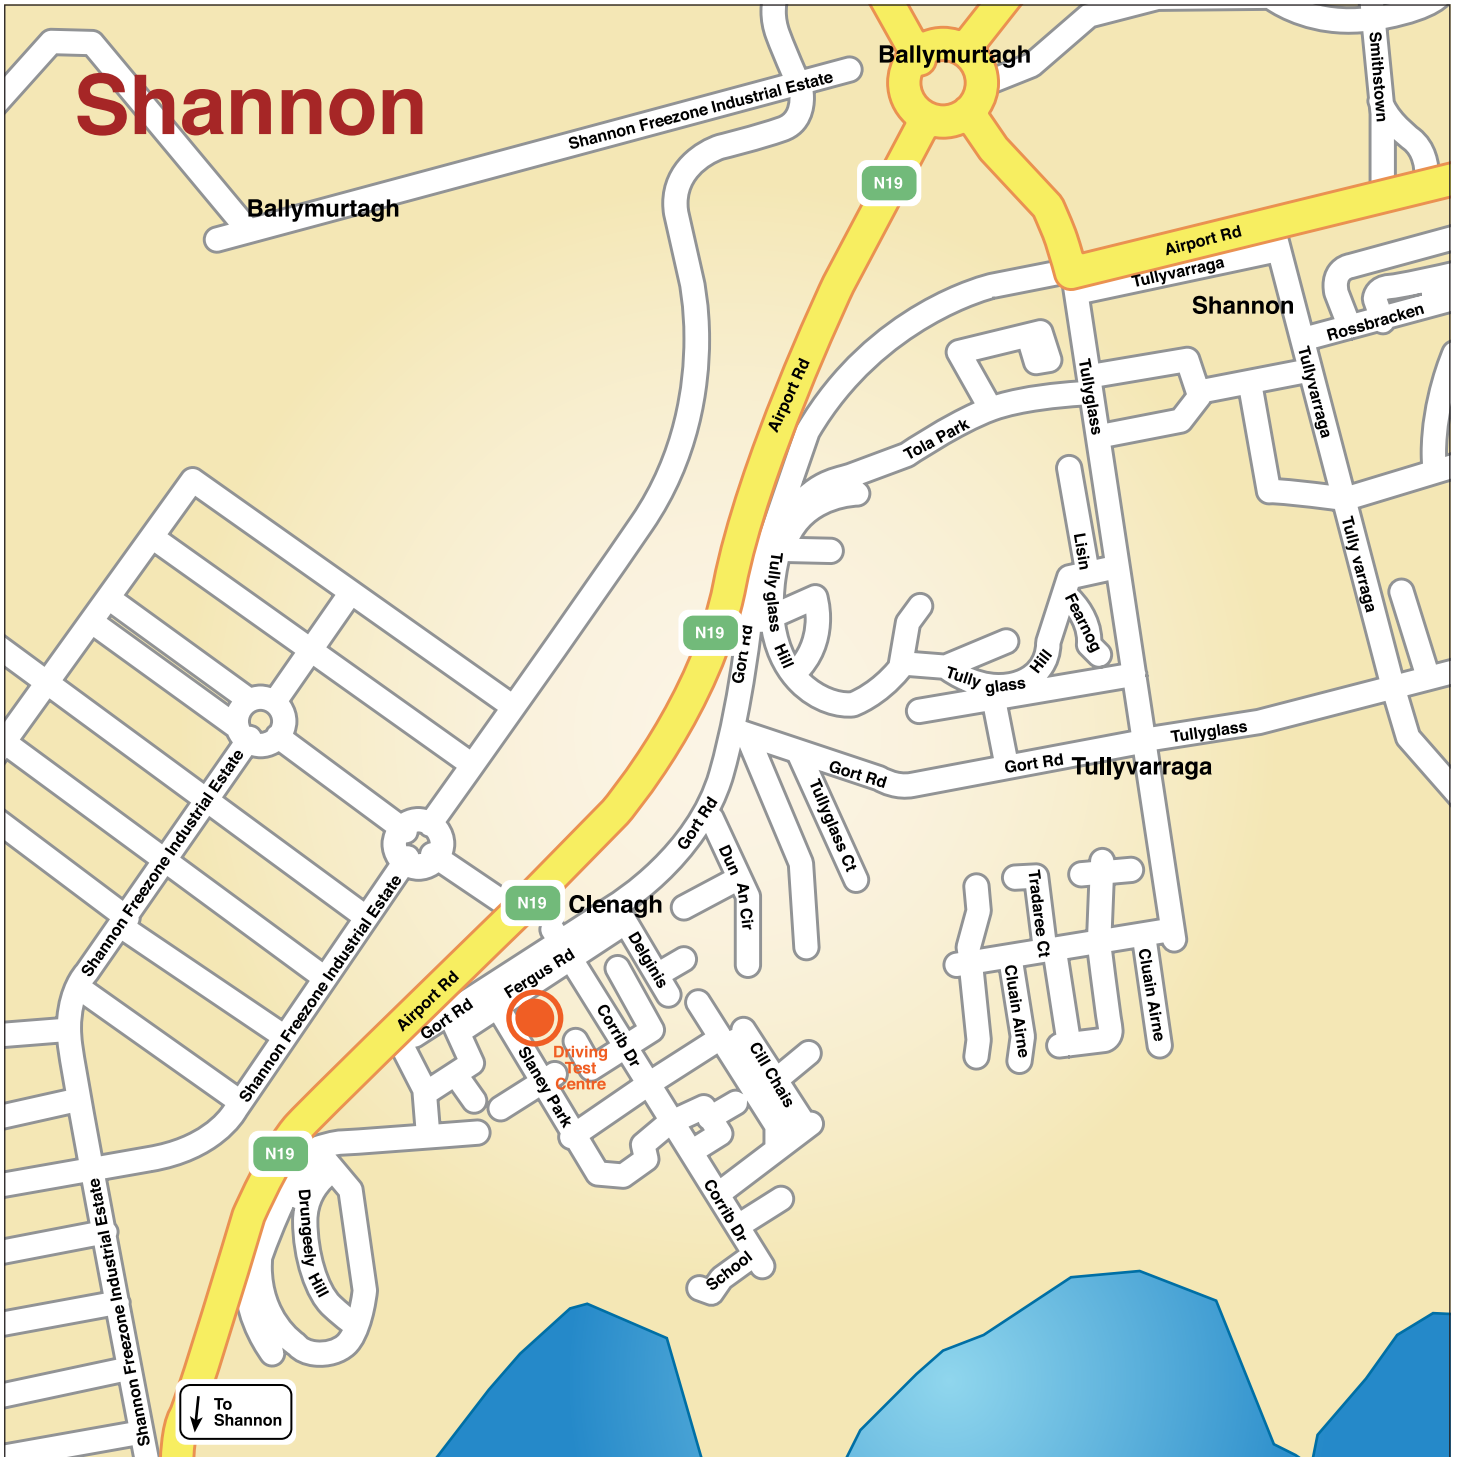 Shannon
Ballymurtagh
Smithstown
Shannon Freezone Industrial Estate
N19
Ballymurtagh
Airport Rd
Tullyvarraga
Shannon
Rossbracken
Airport Rd
Tullyglass
Tullyvarraga
Tola Park
Lisin
Tully varraga
Tully glass
Hill
Fearnog
N19
Gort Rd
Hill
Tully glass
Tullyglass
Gort Rd
Gort Rd
Tullyvarraga
Shannon Freezone Industrial Estate
Gort Rd
Tullyglass Ct
Dun An Cir
N19
Clenagh
Shannon Freezone Industrial Estate
Tradaree Ct
Delginis
Fergus Rd
Cluain Airne
Cluain Airne
Airport Rd
Gort Rd
Corrib Dr
Driving
Test
Centre
Slaney Park
Cill Chais
N19
Drungeely Hill
Corrib Dr
School
Shannon Freezone Industrial Estate
To
Shannon